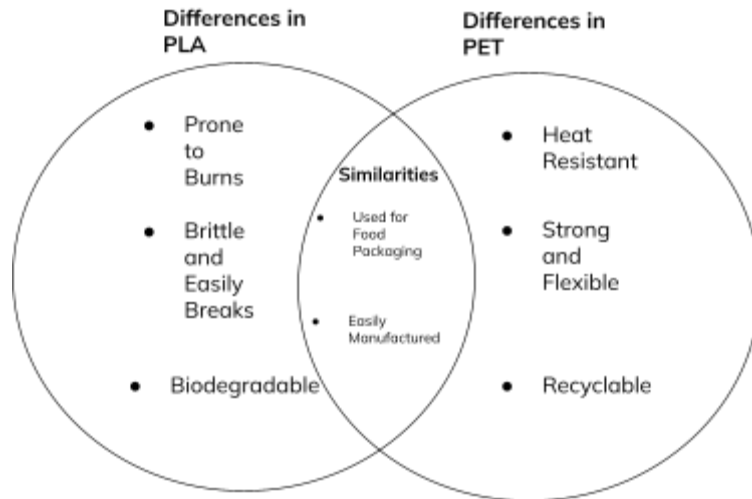 Differences in
PLA
Differences in
PET
• Prone
to
Burns
• Brittle
and
Easily
Breaks
• Biodegradable
Similarities
• Used for
Food
Packaging
• Easily
Manufactured
• Heat
Resistant
• Strong
and
Flexible
• Recyclable